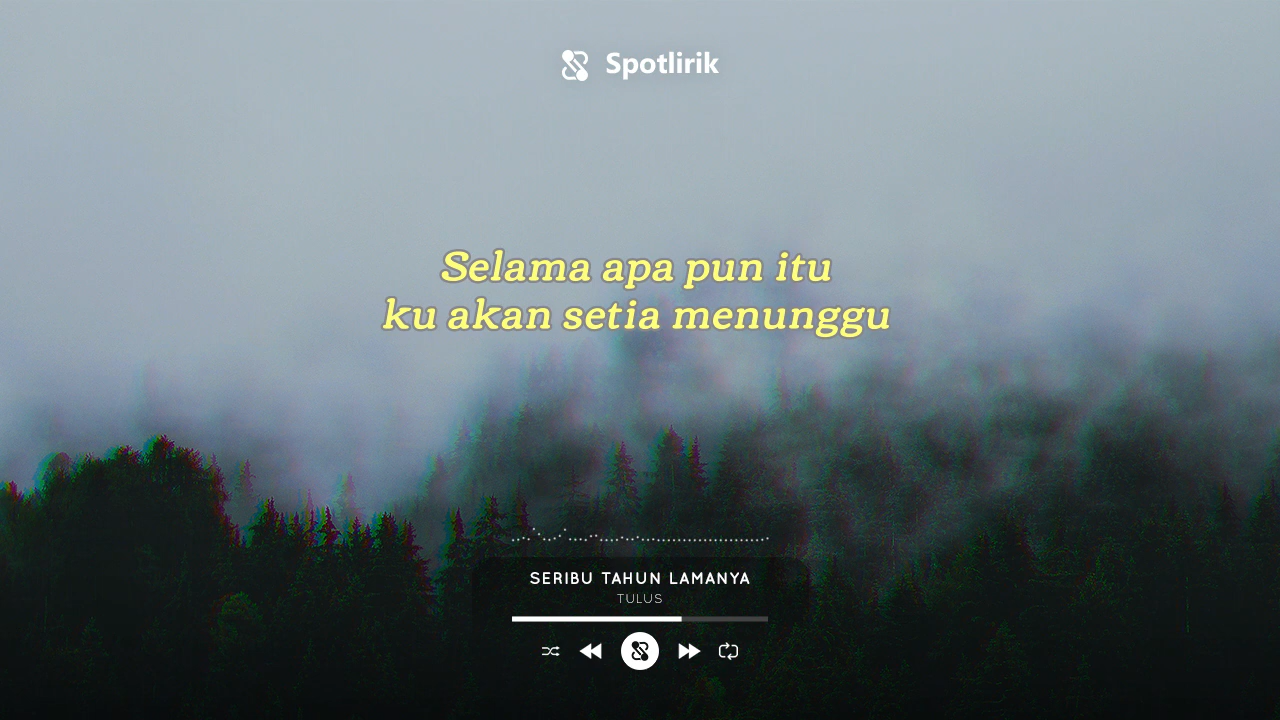 Spotlirik
Selama apa pun itu
ku akan setia menunggu
SERIBU TAHUN LAMANYA
TULUS